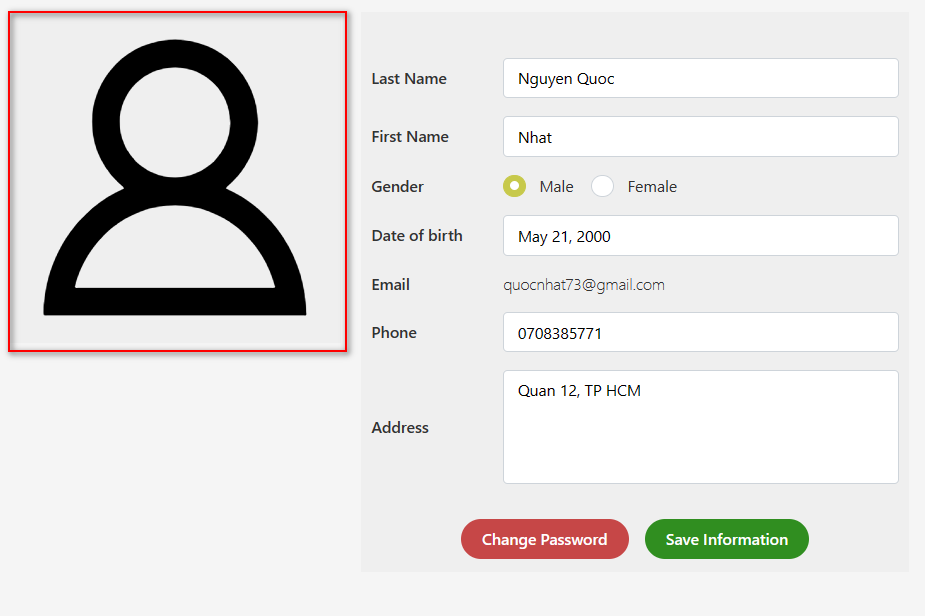 Last Name Nguyen Quoc
First Name Nhat
Gender Male Female
Date of birth May 21, 2000
Email quocnhat73@gmail.com
Phone 0708385771
Address Quan 12, TP HCM
Change Password Save Information